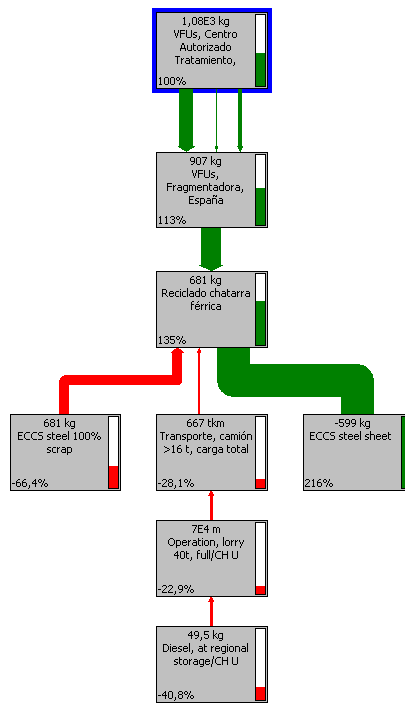 1,08E3 kg
VFUs, Centro
Autorizado
Tratamiento,
100%
907 kg
VFUs,
Fragmentadora,
España
113%
681 kg
Reciclado chatarra
férrica
135%
681 kg
ECCS steel 100%
scrap
-66,4%
667 tkm
Transporte, camión
>16 t, carga total
-28,1%
-599 kg
ECCS steel sheet
216%
7E4 m
Operation, lorry
40t, full/CH U
-22,9%
49,5 kg
Diesel, at regional
storage/CH U
-40,8%